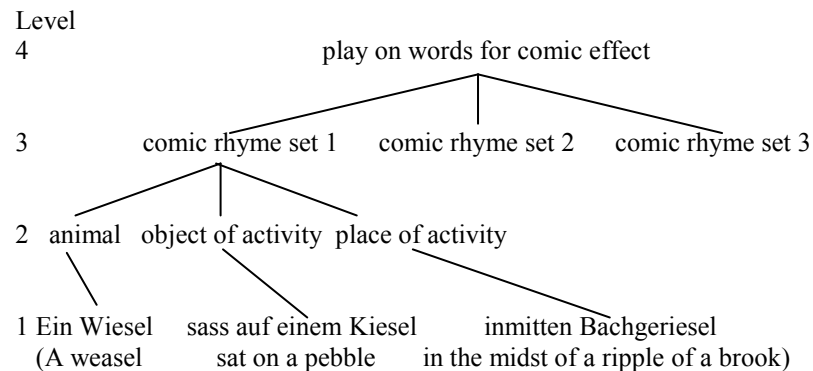 Level
4 play on words for comic effect
3 comic rhyme set 1 comic rhyme set 2 comic rhyme set 3
2 animal object of activity place of activity
1 Ein Wiesel sass auf einem Kiesel inmitten Bachgeriesel
(A weasel sat on a pebble in the midst of a ripple of a brook)